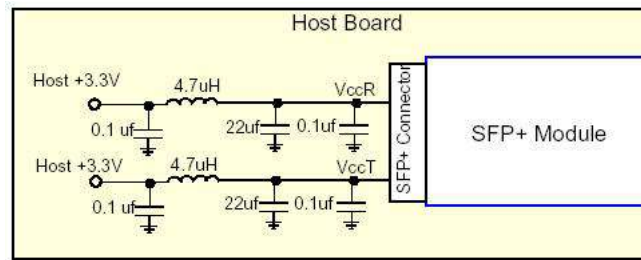 Host Board
Host +3.3V
4.7uH
VccR
0.1 uf
22uf
0.1uf
Host +3.3V
4.7uH
VccT
0.1 uf
22uf
0.1uf
SFP+ Connector
SFP+ Module